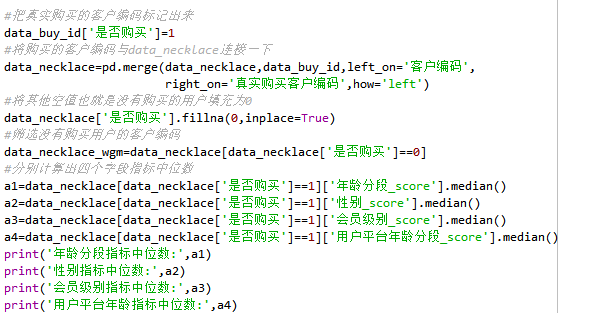 #把真实购买的客户编码标记出来
data_buy_id['是否购买']=1
#将购买的客户编码与data_necklace连接一下
data_necklace=pd.merge(data_necklace,data_buy_id,left_on='客户编码',
right_on='真实购买客户编码',how='left')
#将其他空值也就是没有购买的用户填充为0
data_necklace['是否购买'].fillna(0,inplace=True)
#筛选没有购买用户的客户编码
data_necklace_wgm=data_necklace[data_necklace['是否购买']==0]
#分别计算出四个字段指标中位数
a1=data_necklace[data_necklace['是否购买']==1]['年龄分段_score'].median()
a2=data_necklace[data_necklace['是否购买']==1]['性别_score'].median()
a3=data_necklace[data_necklace['是否购买']==1]['会员级别_score'].median()
a4=data_necklace[data_necklace['是否购买']==1]['用户平台年龄分段_score'].median()
print('年龄分段指标中位数:',a1)
print('性别指标中位数:',a2)
print('会员级别指标中位数:',a3)
print('用户平台年龄指标中位数:',a4)